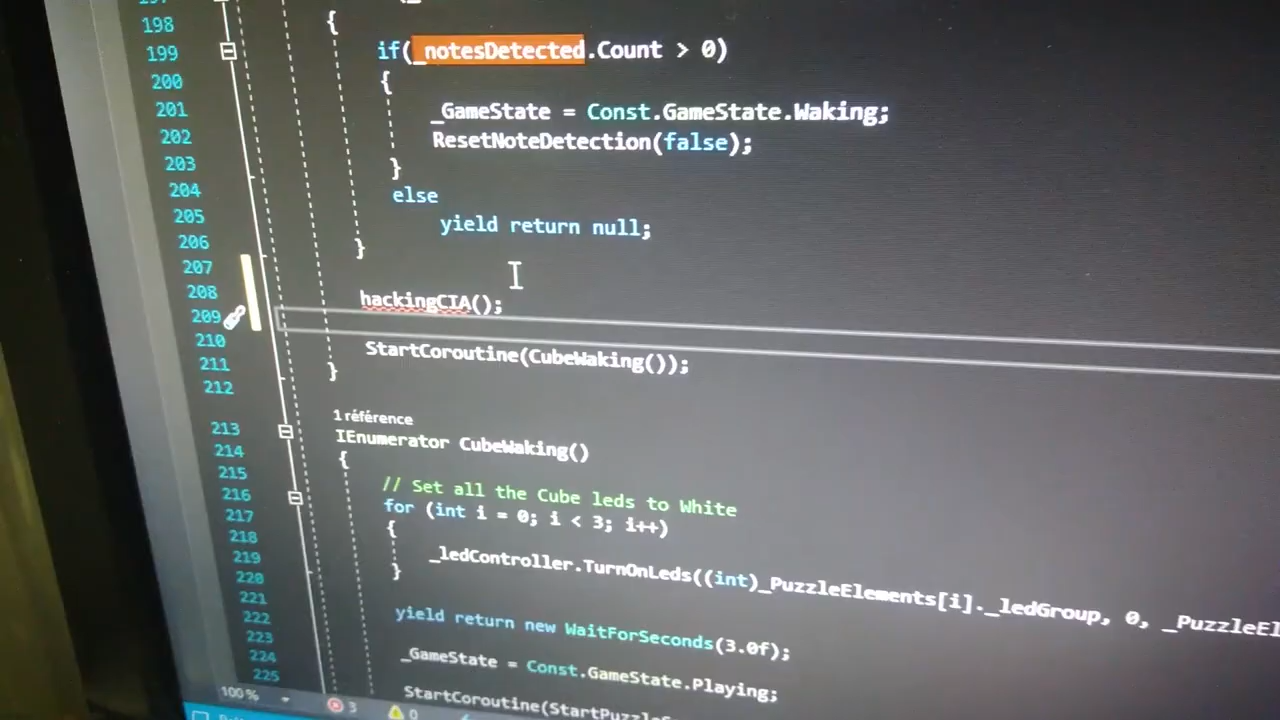 198 {
199 if(_notesDetected.Count > 0)
200 {
201 _GameState = Const.GameState.Waking;
202 ResetNoteDetection(false);
203 }
204 else
205 yield return null;
206 }
207
208 hackingCIA();
209
210 StartCoroutine(CubeWaking());
211 }
212
1 référence
213 IEnumerator CubeWaking()
214 {
215 // Set all the Cube leds to White
216 for (int i = 0; i < 3; i++)
217 {
218 _ledController.TurnOnLeds((int)_PuzzleElements[i]._ledGroup, 0, _PuzzleEl
219 }
220
221 yield return new WaitForSeconds(3.0f);
222
223 _GameState = Const.GameState.Playing;
224
225 StartCoroutine(StartPuzzle
100 % 3 0